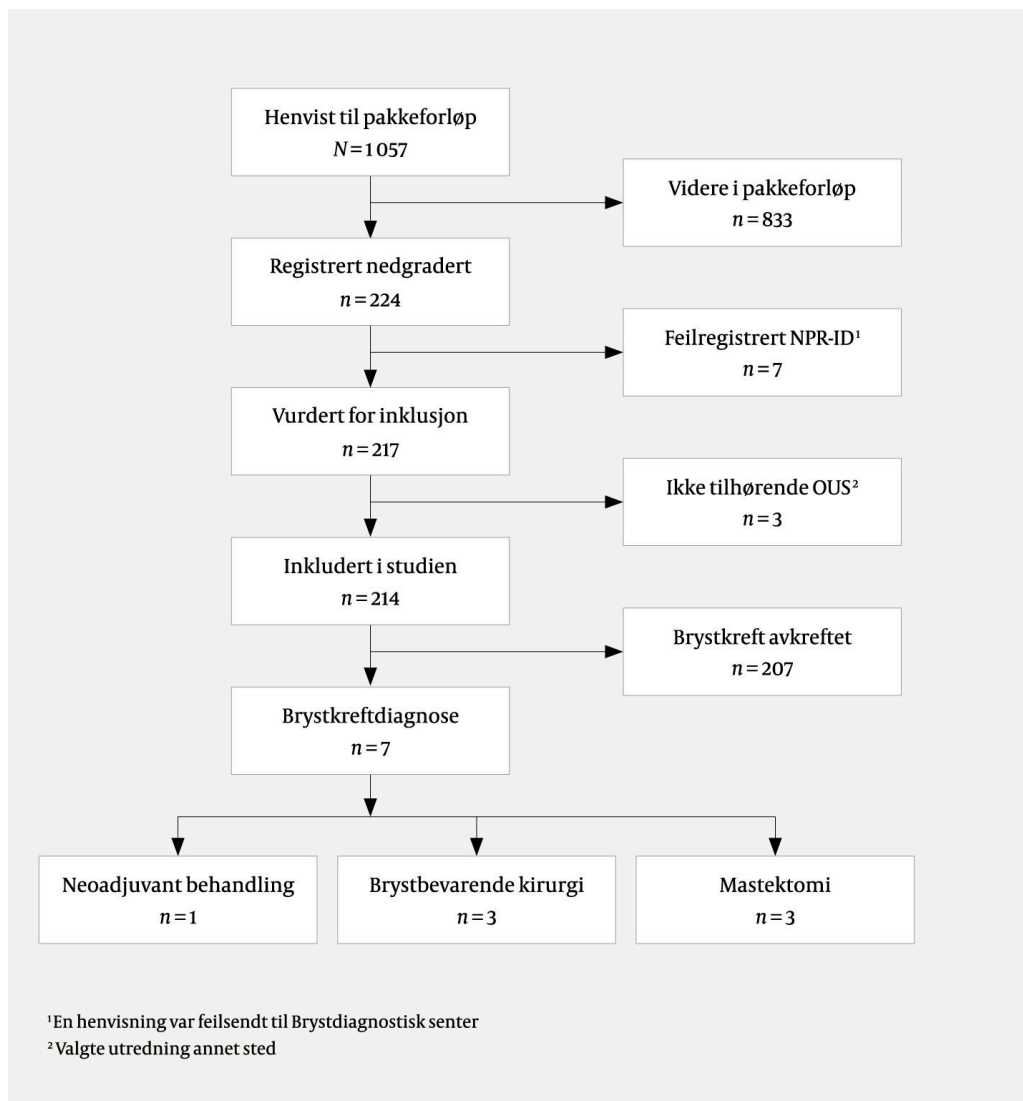 Henvist til pakkeforløp
N = 1 057
Videre i pakkeforløp
n = 833
Registrert nedgradert
n = 224
Feilregistrert NPR-ID¹
n = 7
Vurdert for inklusjon
n = 217
Ikke tilhørende OUS²
n = 3
Inkludert i studien
n = 214
Brystkreft avkreftet
n = 207
Brystkreftdiagnose
n = 7
Neoadjuvant behandling
n = 1
Brystbevarende kirurgi
n = 3
Mastektomi
n = 3
¹ En henvisning var feilsendt til Brystdiagnostisk senter
² Valgte utredning annet sted